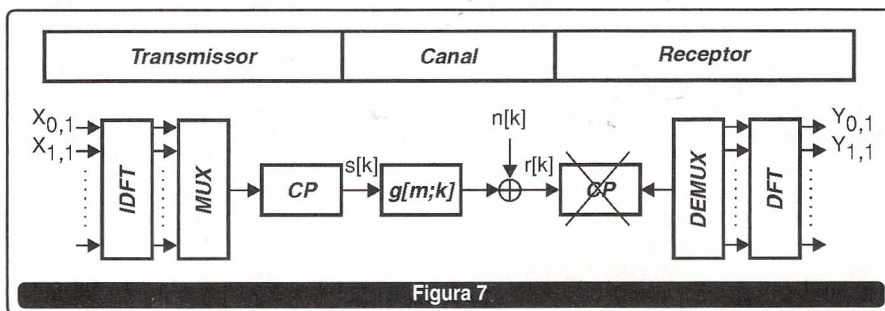 Transmissor Canal Receptor
X0,1
X1,1
IDFT
MUX
CP
s[k]
g[m;k]
n[k]
r[k]
CP
DEMUX
DFT
Y0,1
Y1,1
Figura 7